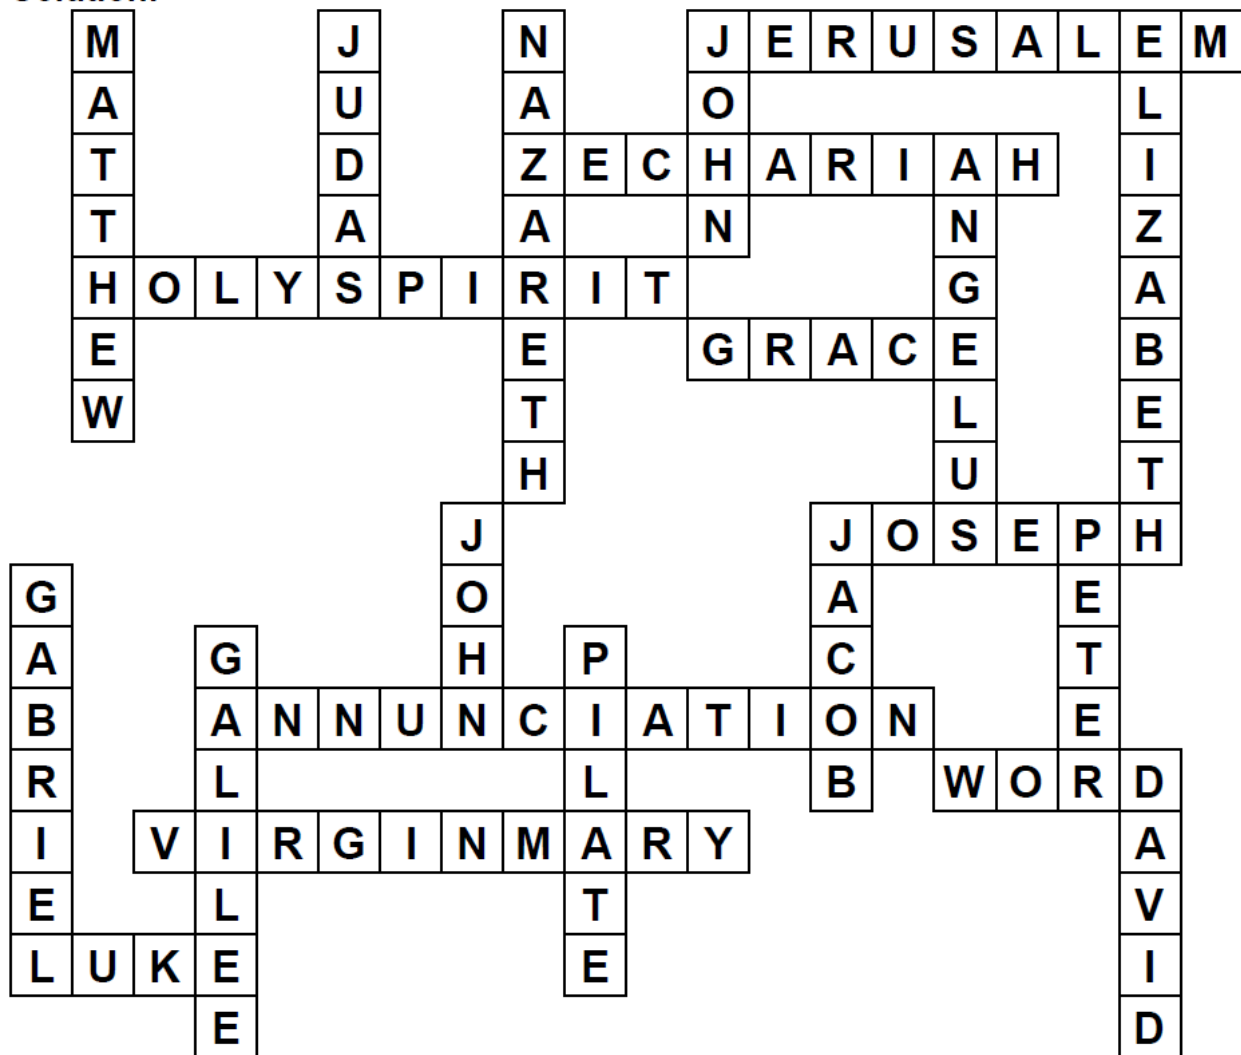 M J N J E R U S A L E M
A U A O L
T D Z E C H A R I A H I
T A A N N Z
H O L Y S P I R I T G A
E E G R A C E B
W T L E
H U T
J J O S E P H
G O A E
A G H P C T
B A N N U N C I A T I O N E
R L L B W O R D
I V I R G I N M A R Y A
E L T V
L U K E E I
E D